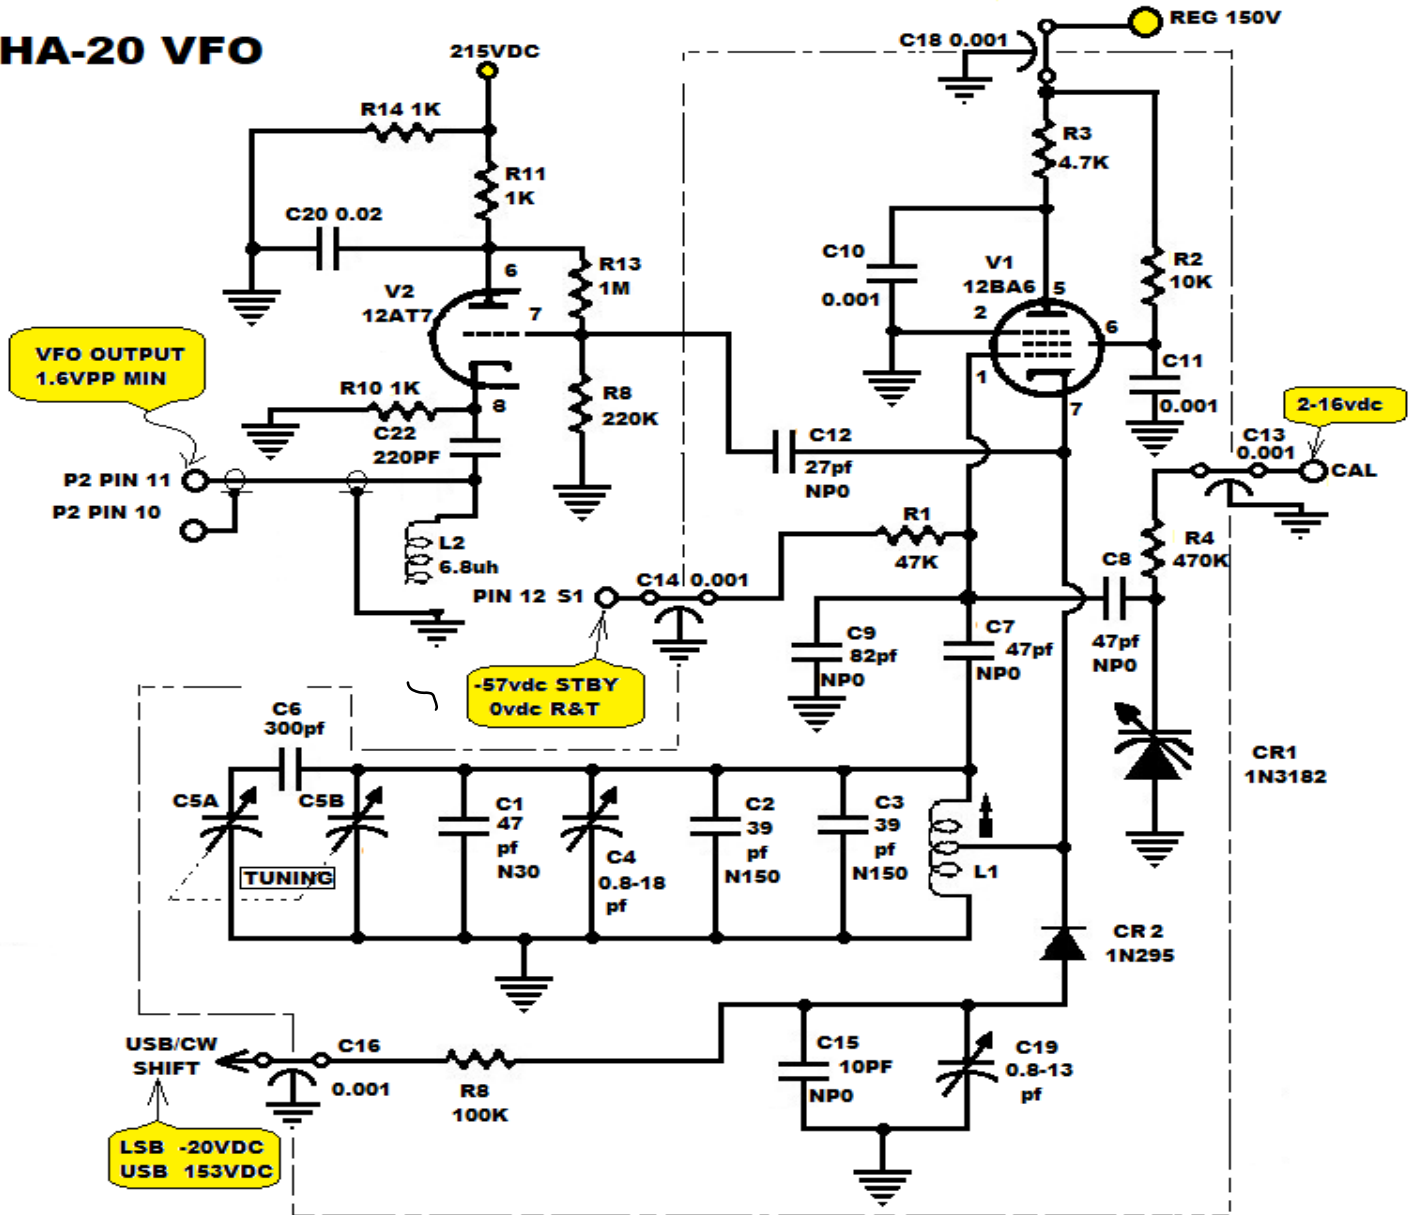 HA-20 VFO
215VDC
C18 0.001
REG 150V
R14 1K
R11
1K
C20 0.02
R3
4.7K
V2
12AT7
6
7
8
R13
1M
C10
0.001
V1
12BA6
5
2
6
1
7
R2
10K
C11
0.001
VFO OUTPUT
1.6VPP MIN
R10 1K
C22
220PF
R8
220K
C12
27pf
NP0
2-16vdc
C13
0.001
CAL
P2 PIN 11
P2 PIN 10
L2
6.8uh
R1
47K
R4
470K
C8
47pf
NP0
PIN 12 S1
C14 0.001
C9
82pf
NP0
C7
47pf
NP0
-57vdc STBY
0vdc R&T
C6
300pf
CR1
1N3182
C5A
C5B
TUNING
C1
47
pf
N30
C4
0.8-18
pf
C2
39
pf
N150
C3
39
pf
N150
L1
CR 2
1N295
USB/CW
SHIFT
C16
0.001
R8
100K
C15
10PF
NP0
C19
0.8-13
pf
LSB -20VDC
USB 153VDC